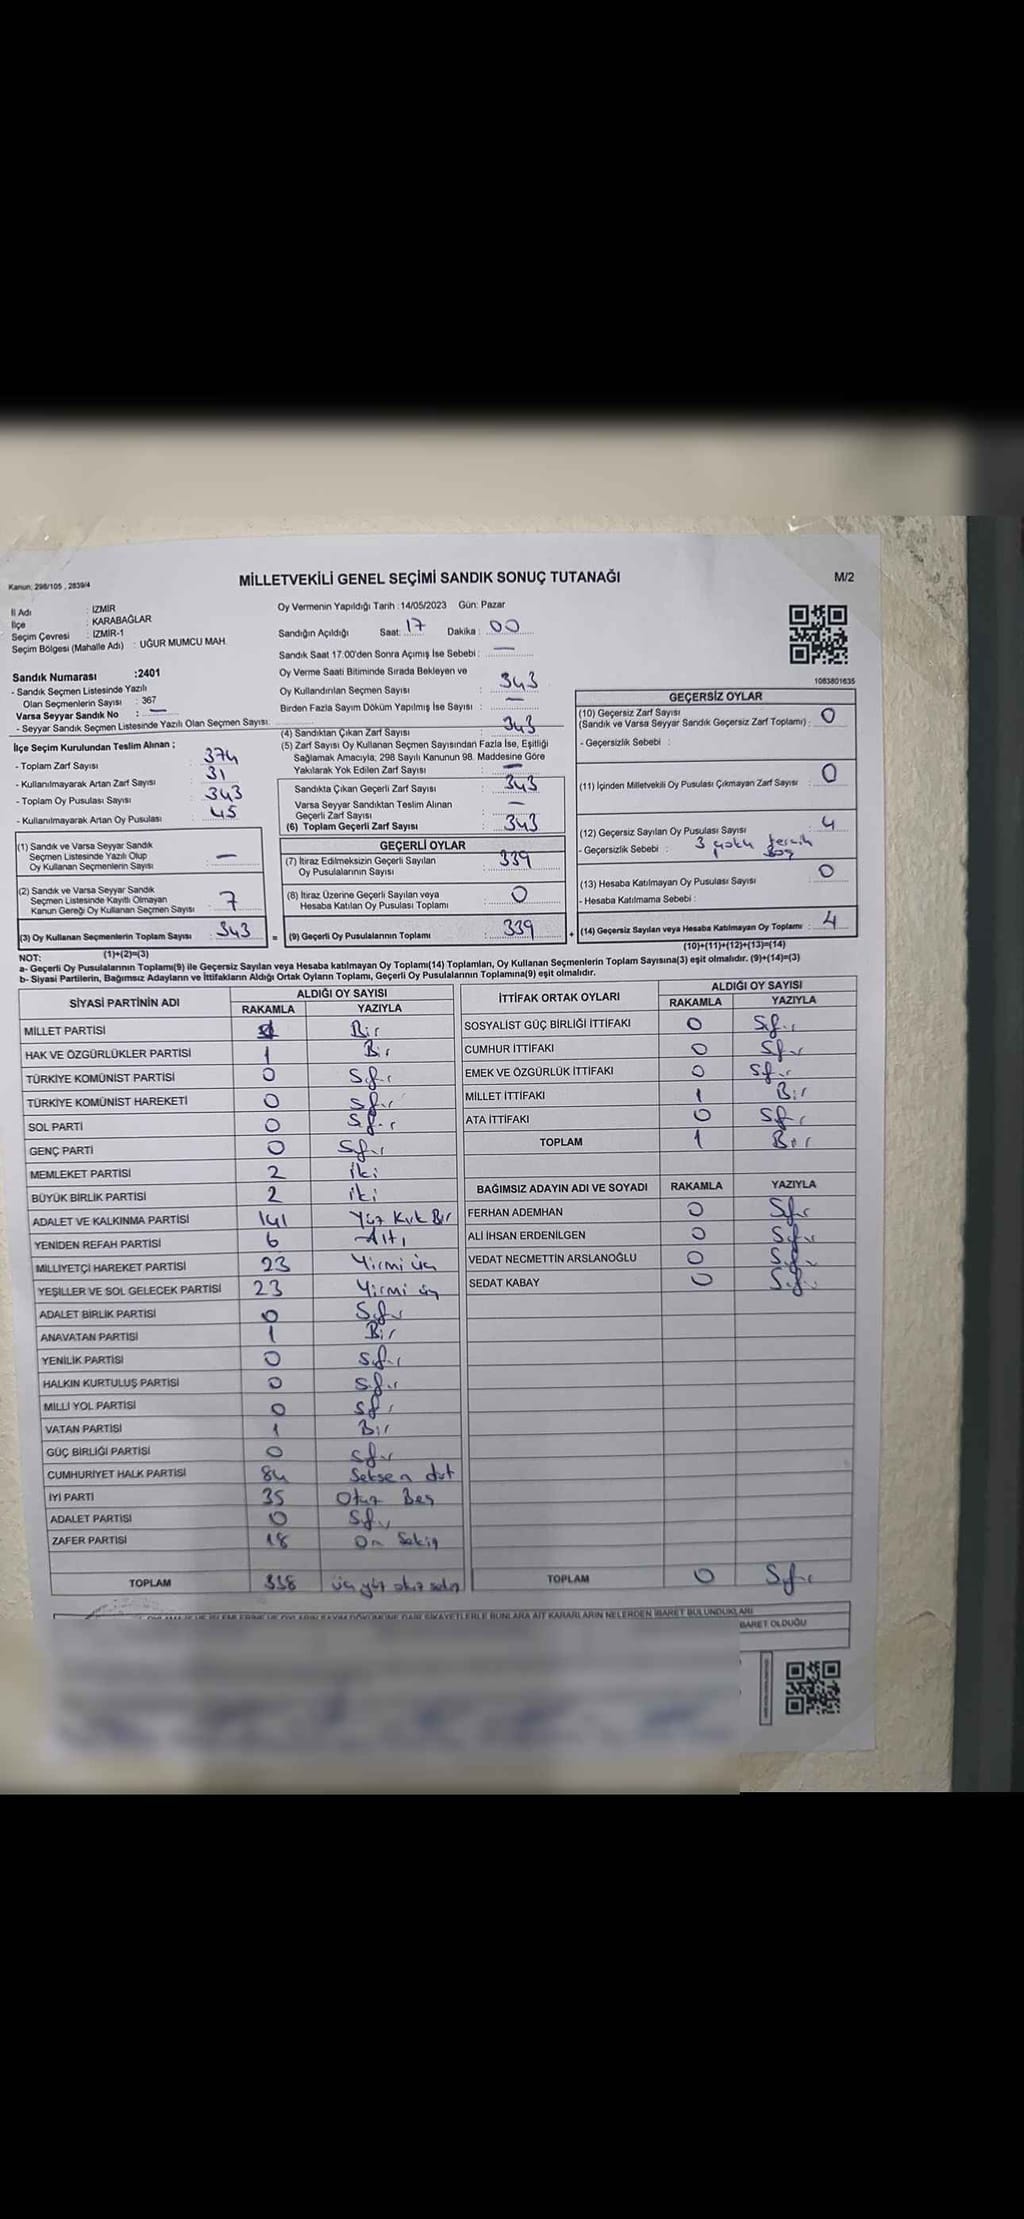 Kanun: 298/105 , 2839/4
MİLLETVEKİLİ GENEL SEÇİMİ SANDIK SONUÇ TUTANAĞI
M/2
İl Adı : İZMİR
İlçe : KARABAĞLAR
Seçim Çevresi : İZMİR-1
Seçim Bölgesi (Mahalle Adı) : UĞUR MUMCU MAH.
Oy Vermenin Yapıldığı Tarih : 14/05/2023 Gün: Pazar
Sandığın Açıldığı Saat: 17 Dakika : 00
Sandık Saat 17.00'den Sonra Açımış İse Sebebi : —
Oy Verme Saati Bitiminde Sırada Bekleyen ve
Oy Kullandırılan Seçmen Sayısı : 343
Birden Fazla Sayım Döküm Yapılmış İse Sayısı : —
1083801635
Sandık Numarası :2401
- Sandık Seçmen Listesinde Yazılı
Olan Seçmenlerin Sayısı : 367
Varsa Seyyar Sandık No : —
- Seyyar Sandık Seçmen Listesinde Yazılı Olan Seçmen Sayısı:
İlçe Seçim Kurulundan Teslim Alınan ;
- Toplam Zarf Sayısı : 374
- Kullanılmayarak Artan Zarf Sayısı : 31
- Toplam Oy Pusulası Sayısı : 343
- Kullanılmayarak Artan Oy Pusulası : 45
(1) Sandık ve Varsa Seyyar Sandık
Seçmen Listesinde Yazılı Olup
Oy Kullanan Seçmenlerin Sayısı : —
(2) Sandık ve Varsa Seyyar Sandık
Seçmen Listesinde Kayıtlı Olmayan
Kanun Gereği Oy Kullanan Seçmen Sayısı : 7
(3) Oy Kullanan Seçmenlerin Toplam Sayısı : 343
(4) Sandıktan Çıkan Zarf Sayısı : 343
(5) Zarf Sayısı Oy Kullanan Seçmen Sayısından Fazla İse, Eşitliği
Sağlamak Amacıyla; 298 Sayılı Kanunun 98. Maddesine Göre
Yakılarak Yok Edilen Zarf Sayısı : —
Sandıkta Çıkan Geçerli Zarf Sayısı : 343
Varsa Seyyar Sandıktan Teslim Alınan
Geçerli Zarf Sayısı : —
(6) Toplam Geçerli Zarf Sayısı : 343
GEÇERLİ OYLAR
(7) İtiraz Edilmeksizin Geçerli Sayılan
Oy Pusulasının Sayısı : 339
(8) İtiraz Üzerine Geçerli Sayılan veya
Hesaba Katılan Oy Pusulası Toplamı : 0
= (9) Geçerli Oy Pusulalarının Toplamı : 339 +
GEÇERSİZ OYLAR
(10) Geçersiz Zarf Sayısı
(Sandık ve Varsa Seyyar Sandık Geçersiz Zarf Toplamı) : 0
- Geçersizlik Sebebi :
(11) İçinden Milletvekili Oy Pusulası Çıkmayan Zarf Sayısı : 0
(12) Geçersiz Sayılan Oy Pusulası Sayısı : 4
- Geçersizlik Sebebi : 3 çoklu tercih
boş
(13) Hesaba Katılmayan Oy Pusulası Sayısı : 0
- Hesaba Katılmama Sebebi :
(14) Geçersiz Sayılan veya Hesaba Katılmayan Oy Toplamı : 4
(10)+(11)+(12)+(13)=(14)
NOT: (1)+(2)=(3)
a- Geçerli Oy Pusulalarının Toplamı(9) ile Geçersiz Sayılan veya Hesaba katılmayan Oy Toplamı(14) Toplamları, Oy Kullanan Seçmenlerin Toplam Sayısına(3) eşit olmalıdır. (9)+(14)=(3)
b- Siyasi Partilerin, Bağımsız Adayların ve İttifakların Aldığı Ortak Oyların Toplamı, Geçerli Oy Pusulalarının Toplamına(9) eşit olmalıdır.
SİYASİ PARTİNİN ADI
ALDIĞI OY SAYISI
RAKAMLA YAZIYLA
MİLLET PARTİSİ 1 Bir
HAK VE ÖZGÜRLÜKLER PARTİSİ 1 Bir
TÜRKİYE KOMÜNİST PARTİSİ 0 Sıfır
TÜRKİYE KOMÜNİST HAREKETİ 0 Sıfır
SOL PARTİ 0 Sıfır
GENÇ PARTİ 0 Sıfır
MEMLEKET PARTİSİ 2 iki
BÜYÜK BİRLİK PARTİSİ 2 iki
ADALET VE KALKINMA PARTİSİ 141 Yüz Kırk Bir
YENİDEN REFAH PARTİSİ 6 Altı
MİLLİYETÇİ HAREKET PARTİSİ 23 Yirmi üç
YEŞİLLER VE SOL GELECEK PARTİSİ 23 Yirmi üç
ADALET BİRLİK PARTİSİ 0 Sıfır
ANAVATAN PARTİSİ 1 Bir
YENİLİK PARTİSİ 0 Sıfır
HALKIN KURTULUŞ PARTİSİ 0 Sıfır
MİLLİ YOL PARTİSİ 0 Sıfır
VATAN PARTİSİ 1 Bir
GÜÇ BİRLİĞİ PARTİSİ 0 Sıfır
CUMHURİYET HALK PARTİSİ 84 Seksen dört
İYİ PARTİ 35 Otuz Beş
ADALET PARTİSİ 0 Sıfır
ZAFER PARTİSİ 18 On Sekiz
TOPLAM 338 üç yüz otuz sekiz
İTTİFAK ORTAK OYLARI
ALDIĞI OY SAYISI
RAKAMLA YAZIYLA
SOSYALİST GÜÇ BİRLİĞİ İTTİFAKI 0 Sıfır
CUMHUR İTTİFAKI 0 Sıfır
EMEK VE ÖZGÜRLÜK İTTİFAKI 0 Sıfır
MİLLET İTTİFAKI 1 Bir
ATA İTTİFAKI 0 Sıfır
TOPLAM 1 Bir
BAĞIMSIZ ADAYIN ADI VE SOYADI RAKAMLA YAZIYLA
FERHAN ADEMHAN 0 Sıfır
ALİ İHSAN ERDENİLGEN 0 Sıfır
VEDAT NECMETTİN ARSLANOĞLU 0 Sıfır
SEDAT KABAY 0 Sıfır
TOPLAM 0 Sıfır
SAYIM DÖKÜMÜNE DAİR ŞİKAYETLERLE BUNLARA AİT KARARLARIN NELERDEN İBARET BULUNDUKLARI
İBARET OLDUĞU